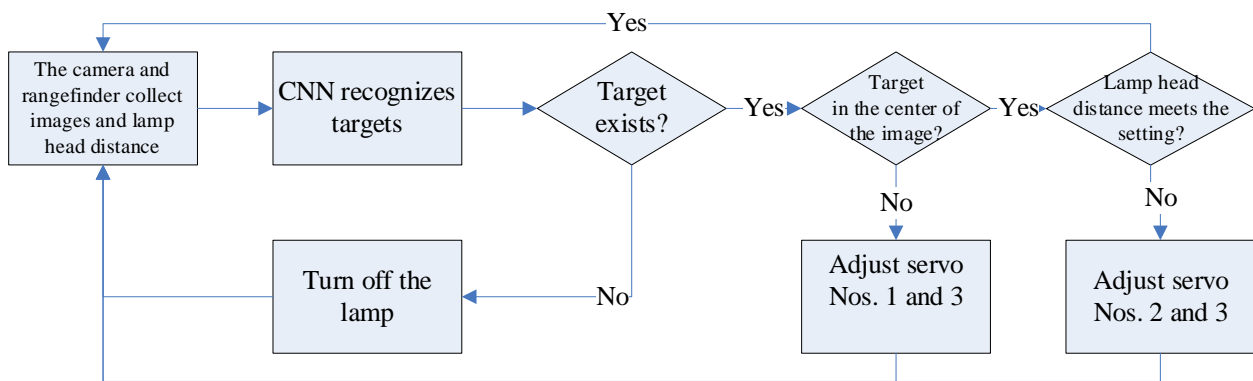 Yes
The camera and
rangefinder collect
images and lamp
head distance
CNN recognizes
targets
Target
exists?
Yes
Target
in the center of
the image?
Yes
Lamp head
distance meets the
setting?
No
No
Turn off the
lamp
No
Adjust servo
Nos. 1 and 3
Adjust servo
Nos. 2 and 3